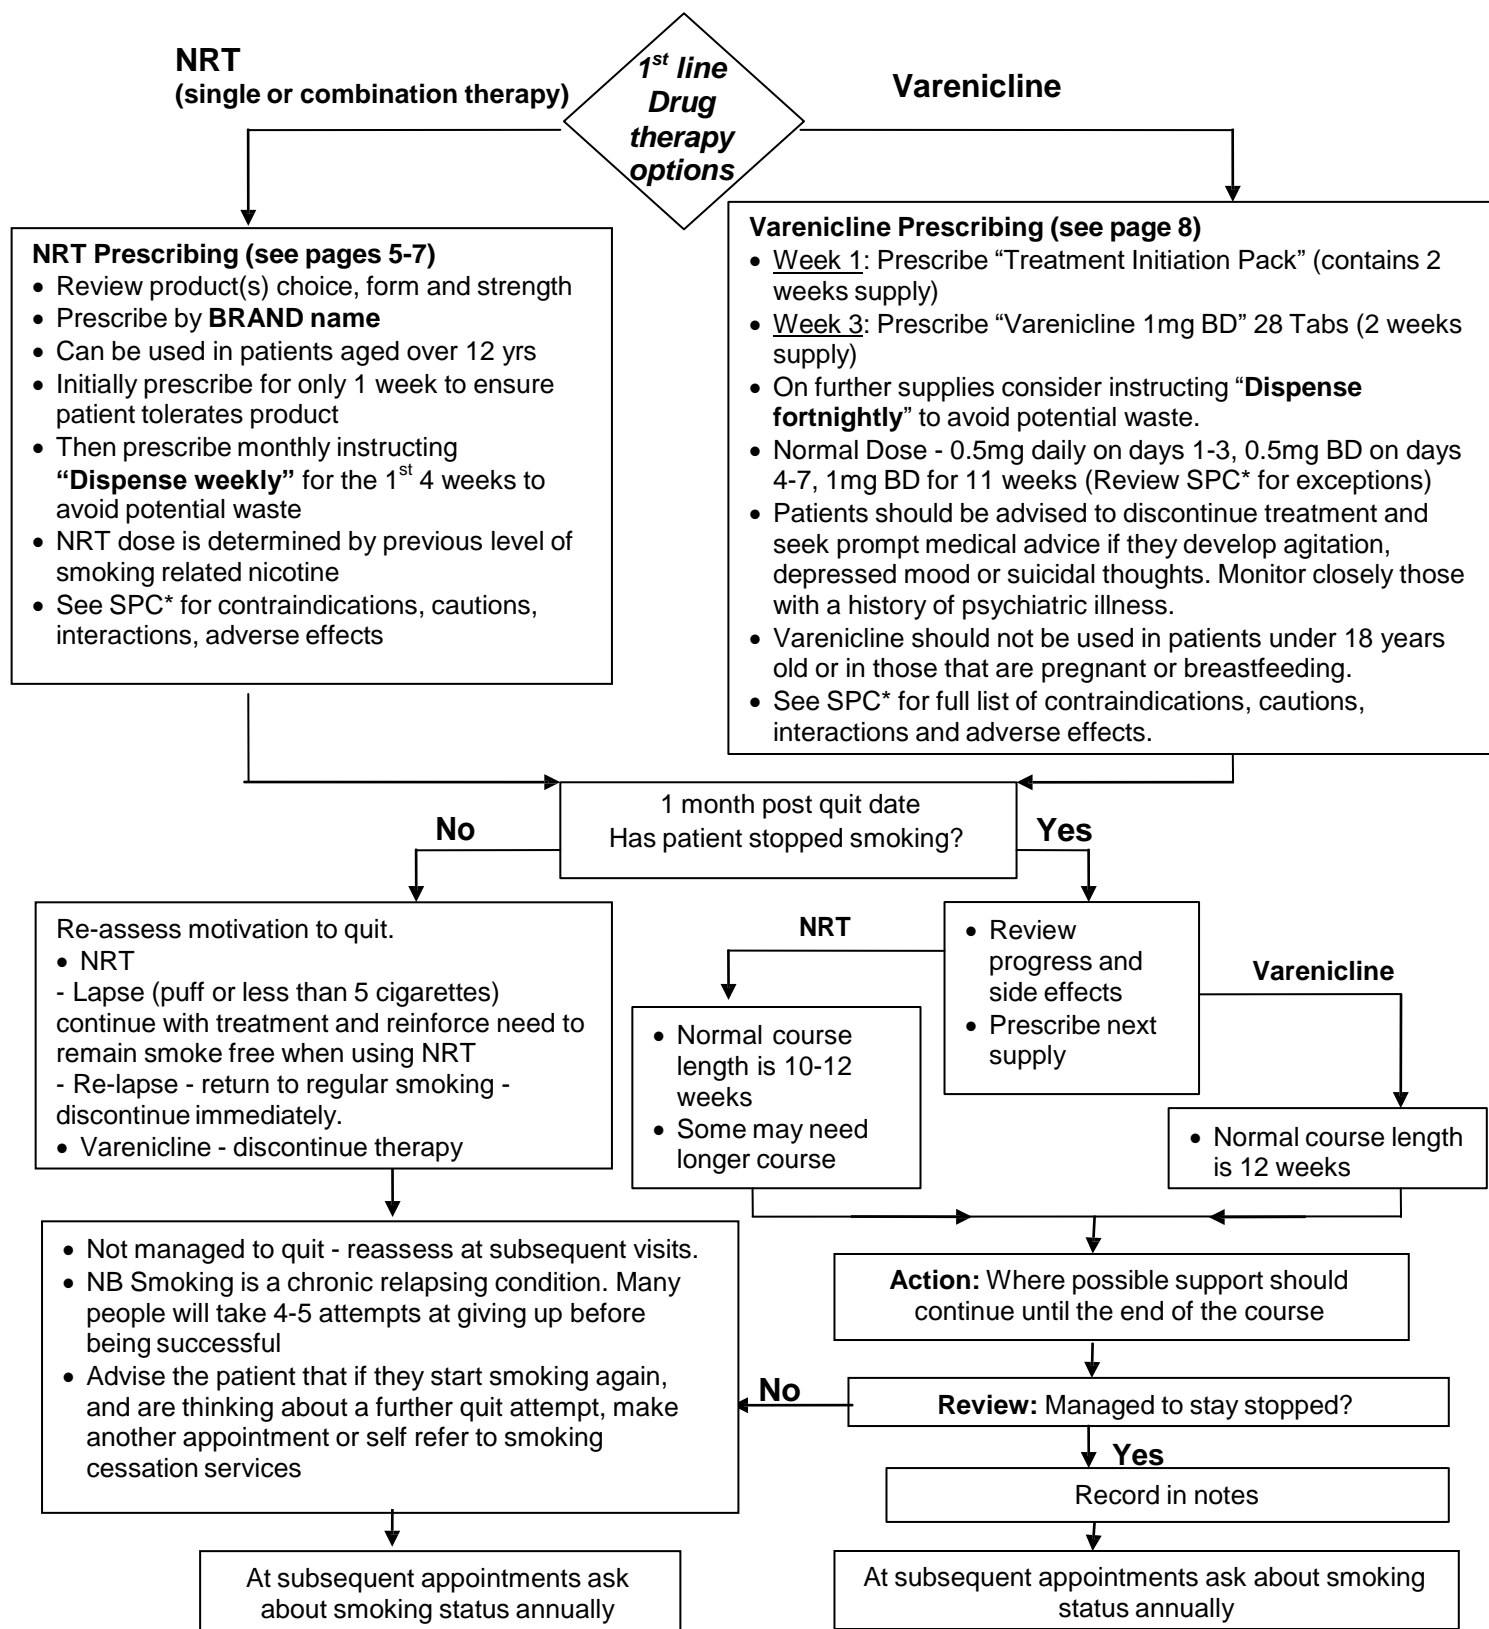 NRT
(single or combination therapy)
1st line
Drug
therapy
options
Varenicline
NRT Prescribing (see pages 5-7)
• Review product(s) choice, form and strength
• Prescribe by BRAND name
• Can be used in patients aged over 12 yrs
• Initially prescribe for only 1 week to ensure
patient tolerates product
• Then prescribe monthly instructing
“Dispense weekly” for the 1st 4 weeks to
avoid potential waste
• NRT dose is determined by previous level of
smoking related nicotine
• See SPC* for contraindications, cautions,
interactions, adverse effects
Varenicline Prescribing (see page 8)
• Week 1: Prescribe “Treatment Initiation Pack” (contains 2
weeks supply)
• Week 3: Prescribe “Varenicline 1mg BD” 28 Tabs (2 weeks
supply)
• On further supplies consider instructing “Dispense
fortnightly” to avoid potential waste.
• Normal Dose - 0.5mg daily on days 1-3, 0.5mg BD on days
4-7, 1mg BD for 11 weeks (Review SPC* for exceptions)
• Patients should be advised to discontinue treatment and
seek prompt medical advice if they develop agitation,
depressed mood or suicidal thoughts. Monitor closely those
with a history of psychiatric illness.
• Varenicline should not be used in patients under 18 years
old or in those that are pregnant or breastfeeding.
• See SPC* for full list of contraindications, cautions,
interactions and adverse effects.
1 month post quit date
Has patient stopped smoking?
No
Yes
Re-assess motivation to quit.
• NRT
- Lapse (puff or less than 5 cigarettes)
continue with treatment and reinforce need to
remain smoke free when using NRT
- Re-lapse - return to regular smoking -
discontinue immediately.
• Varenicline - discontinue therapy
NRT
• Review
progress and
side effects
• Prescribe next
supply
Varenicline
• Normal course
length is 10-12
weeks
• Some may need
longer course
• Normal course length
is 12 weeks
• Not managed to quit - reassess at subsequent visits.
• NB Smoking is a chronic relapsing condition. Many
people will take 4-5 attempts at giving up before
being successful
• Advise the patient that if they start smoking again,
and are thinking about a further quit attempt, make
another appointment or self refer to smoking
cessation services
Action: Where possible support should
continue until the end of the course
No
Review: Managed to stay stopped?
Yes
Record in notes
At subsequent appointments ask
about smoking status annually
At subsequent appointments ask about smoking
status annually